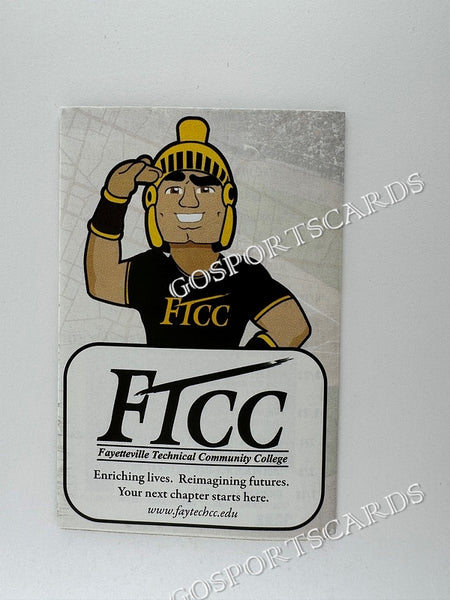 FTCC
GOSPORTSCARDS
FTCC
Fayetteville Technical Community College
Enriching lives. Reimagining futures.
Your next chapter starts here.
www.faytechcc.edu
GOSPORTSCARDS